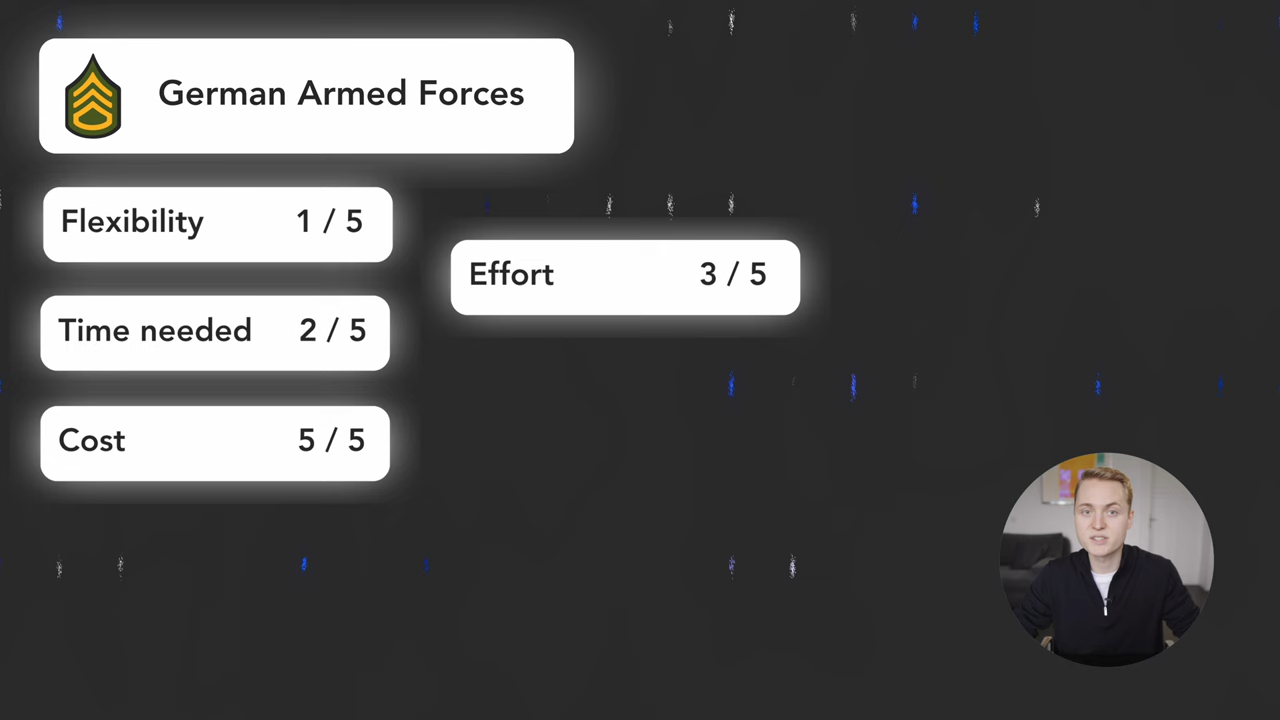 German Armed Forces
Flexibility 1 / 5
Effort 3 / 5
Time needed 2 / 5
Cost 5 / 5